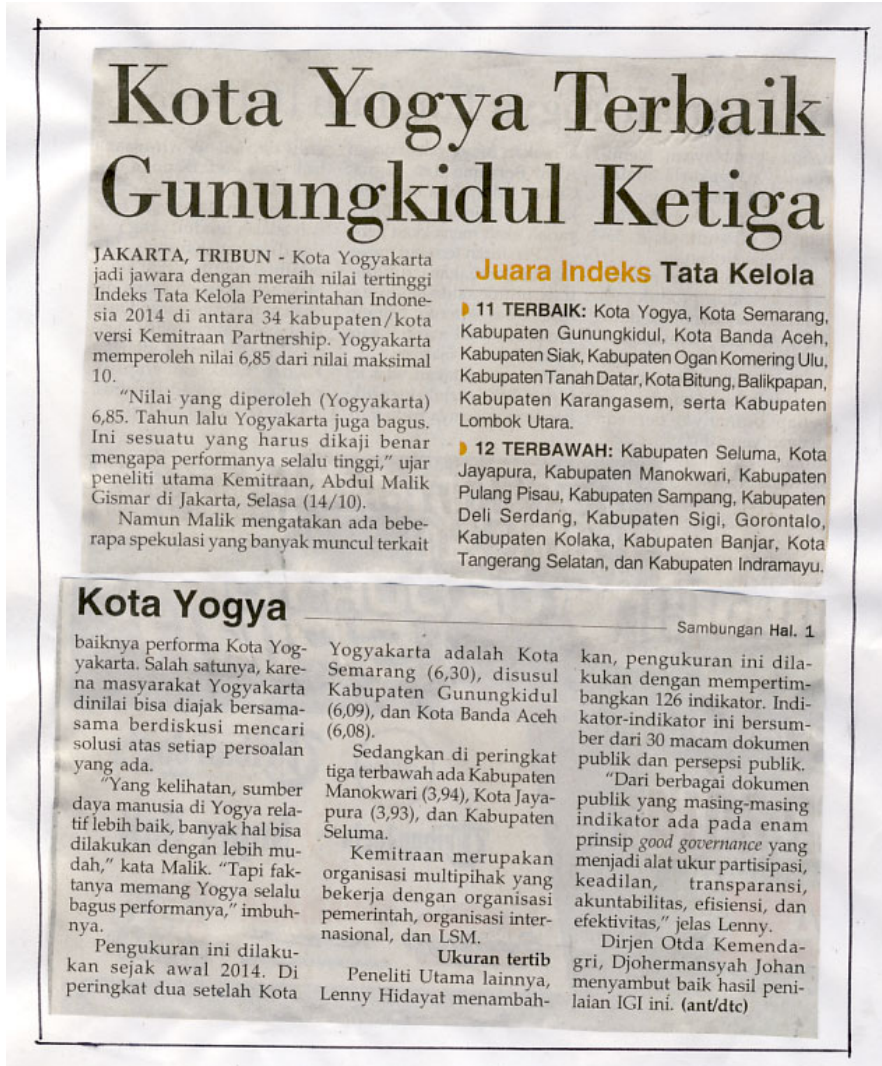 Kota Yogya Terbaik
Gunungkidul Ketiga
JAKARTA, TRIBUN - Kota Yogyakarta
jadi jawara dengan meraih nilai tertinggi
Indeks Tata Kelola Pemerintahan Indone-
sia 2014 di antara 34 kabupaten/kota
versi Kemitraan Partnership. Yogyakarta
memperoleh nilai 6,85 dari nilai maksimal
10.
“Nilai yang diperoleh (Yogyakarta)
6,85. Tahun lalu Yogyakarta juga bagus.
Ini sesuatu yang harus dikaji benar
mengapa performanya selalu tinggi,” ujar
peneliti utama Kemitraan, Abdul Malik
Gismar di Jakarta, Selasa (14/10).
Namun Malik mengatakan ada bebe-
rapa spekulasi yang banyak muncul terkait
Juara Indeks Tata Kelola
11 TERBAIK: Kota Yogya, Kota Semarang,
Kabupaten Gunungkidul, Kota Banda Aceh,
Kabupaten Siak, Kabupaten Ogan Komering Ulu,
Kabupaten Tanah Datar, Kota Bitung, Balikpapan,
Kabupaten Karangasem, serta Kabupaten
Lombok Utara.
12 TERBAWAH: Kabupaten Seluma, Kota
Jayapura, Kabupaten Manokwari, Kabupaten
Pulang Pisau, Kabupaten Sampang, Kabupaten
Deli Serdang, Kabupaten Sigi, Gorontalo,
Kabupaten Kolaka, Kabupaten Banjar, Kota
Tangerang Selatan, dan Kabupaten Indramayu.
Kota Yogya
Sambungan Hal. 1
baiknya performa Kota Yog-
yakarta. Salah satunya, kare-
na masyarakat Yogyakarta
dinilai bisa diajak bersama-
sama berdiskusi mencari
solusi atas setiap persoalan
yang ada.
“Yang kelihatan, sumber
daya manusia di Yogya rela-
tif lebih baik, banyak hal bisa
dilakukan dengan lebih mu-
dah,” kata Malik. “Tapi fak-
tanya memang Yogya selalu
bagus performanya,” imbuh-
nya.
Pengukuran ini dilaku-
kan sejak awal 2014. Di
peringkat dua setelah Kota
Yogyakarta adalah Kota
Semarang (6,30), disusul
Kabupaten Gunungkidul
(6,09), dan Kota Banda Aceh
(6,08).
Sedangkan di peringkat
tiga terbawah ada Kabupaten
Manokwari (3,94), Kota Jaya-
pura (3,93), dan Kabupaten
Seluma.
Kemitraan merupakan
organisasi multipihak yang
bekerja dengan organisasi
pemerintah, organisasi inter-
nasional, dan LSM.
Ukuran tertib
Peneliti Utama lainnya,
Lenny Hidayat menambah-
kan, pengukuran ini dila-
kukan dengan mempertim-
bangkan 126 indikator. Indi-
kator-indikator ini bersum-
ber dari 30 macam dokumen
publik dan persepsi publik.
“Dari berbagai dokumen
publik yang masing-masing
indikator ada pada enam
prinsip good governance yang
menjadi alat ukur partisipasi,
keadilan, transparansi,
akuntabilitas, efisiensi, dan
efektivitas,” jelas Lenny.
Dirjen Otda Kemenda-
gri, Djohermansyah Johan
menyambut baik hasil peni-
laian IGI ini. (ant/dtc)